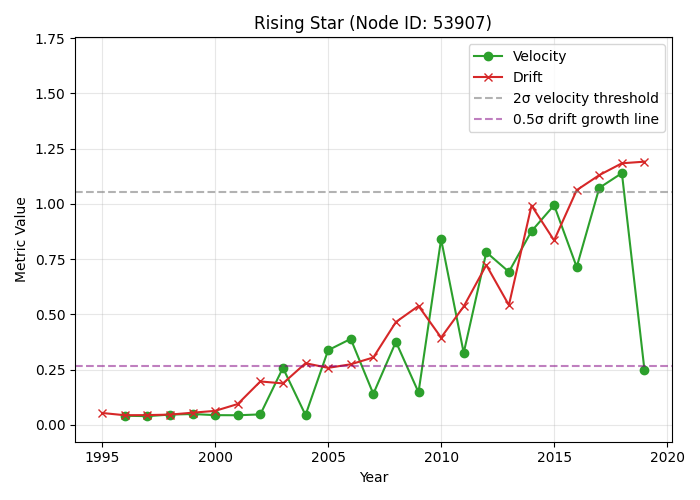 Rising Star (Node ID: 53907)
Metric Value
1.75
1.50
1.25
1.00
0.75
0.50
0.25
0.00
Velocity
Drift
2σ velocity threshold
0.5σ drift growth line
1995
2000
2005
2010
2015
2020
Year